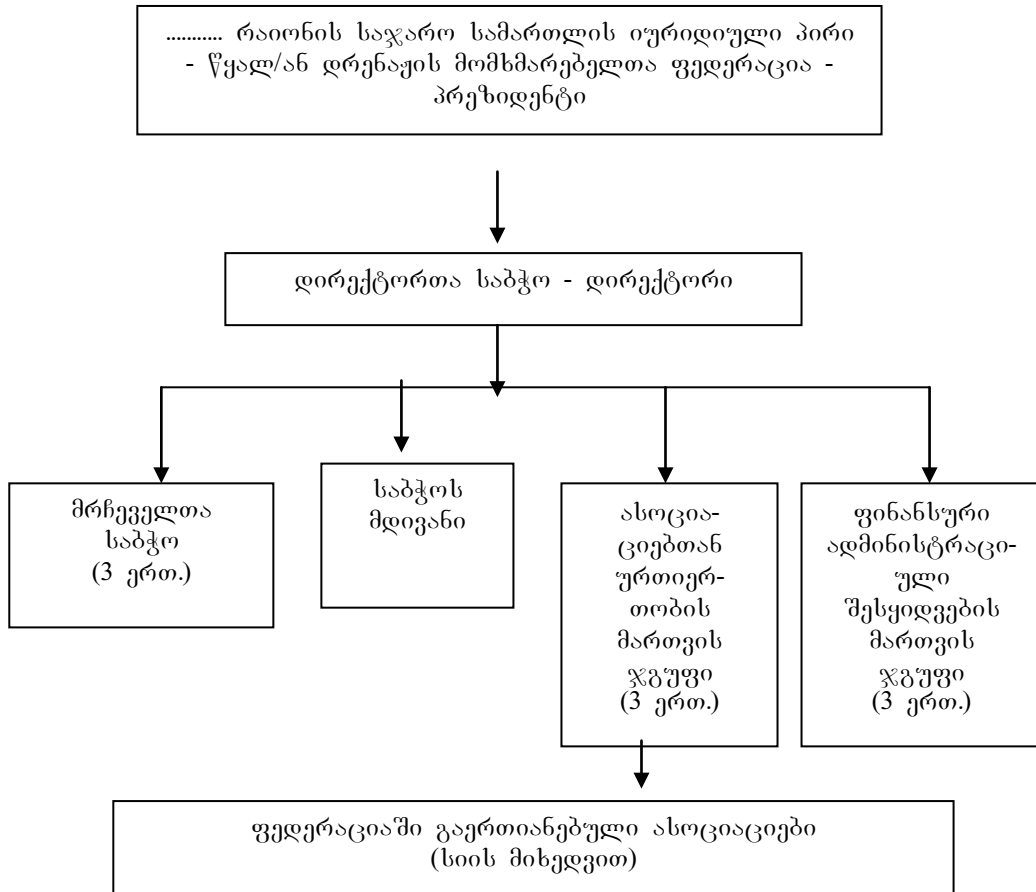 ........... რაიონის საჯარო სამართლის იურიდიული პირი
- წყალ/ან დრენაჟის მომხმარებელთა ფედერაცია -
პრეზიდენტი
დირექტორთა საბჭო - დირექტორი
მრჩეველთა
საბჭო
(3 ერთ.)
საბჭოს
მდივანი
ასოცია-
ციებთან
ურთიერ-
თობის
მართვის
ჯგუფი
(3 ერთ.)
ფინანსური
ადმინისტრაცი-
ული
შესყიდვების
მართვის
ჯგუფი
(3 ერთ.)
ფედერაციაში გაერთიანებული ასოციაციები
(სიის მიხედვით)